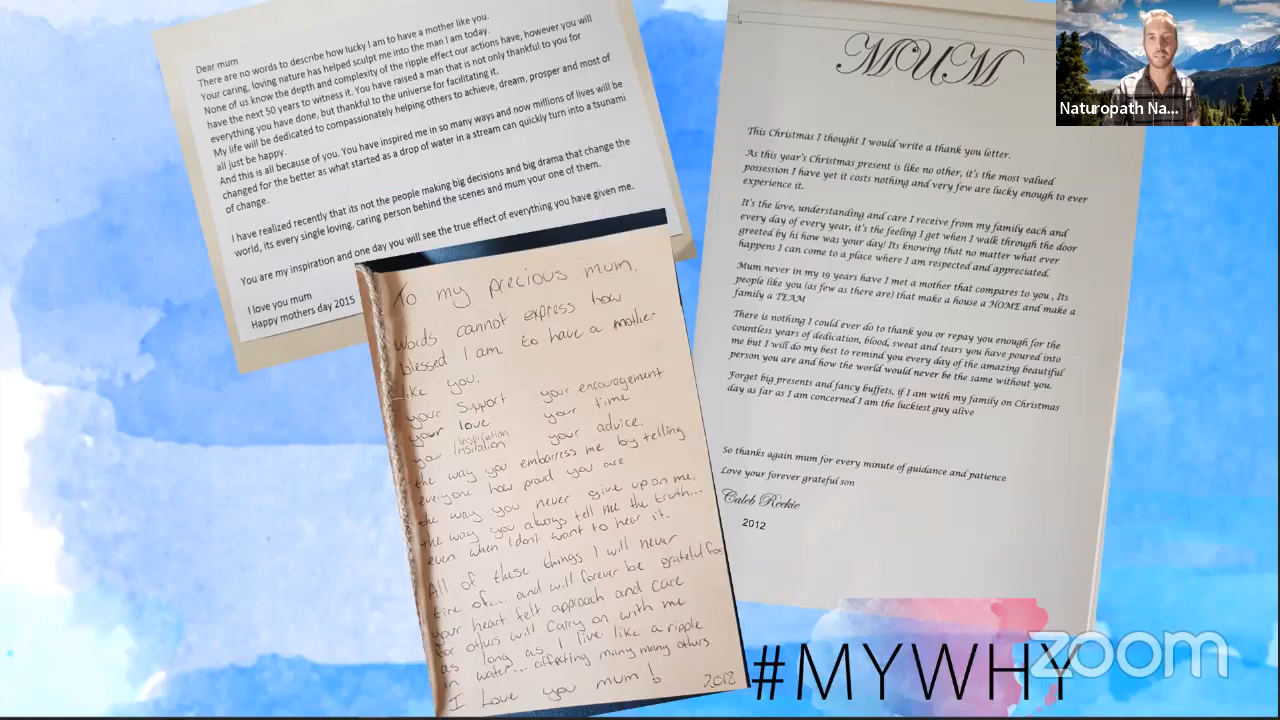 Dear mum
There are no words to describe how lucky I am to have a mother like you.
Your caring, loving nature has helped sculpt me into the man I am today.
None of us know the depth and complexity of the ripple effect our actions have, however you will
have the next 50 years to witness it. You have raised a man that is not only thankful to you for
everything you have done, but thankful to the universe for facilitating it.
My life will be dedicated to compassionately helping others to achieve, dream, prosper and most of
all just be happy.
And this is all because of you. You have inspired me in so many ways and now millions of lives will be
changed for the better as what started as a drop of water in a stream can quickly turn into a tsunami
of change.
I have realized recently that its not the people making big decisions and big drama that change the
world, its every single loving, caring person behind the scenes and mum your one of them.
You are my inspiration and one day you will see the true effect of everything you have given me.
I love you mum
Happy mothers day 2015
To my precious mum.
words cannot express how
blessed I am to have a mother
like you.
your support your encouragement
your love your time
your inspiration your advice.
the way you embarress me by telling
everyone how proud you are
the way you never give up on me.
the way you always tell me the truth...
even when I dont want to hear it.
All of these things I will never
tire of.... and will forever be grateful for
your heart felt approach and care
for others will carry on with me
as long as I live like a ripple
in water... affecting many many others
I Love you mum !
2018
MUM
This Christmas I thought I would write a thank you letter.
As this year's Christmas present is like no other, it's the most valued
possession I have yet it costs nothing and very few are lucky enough to ever
experience it.
It's the love, understanding and care I receive from my family each and
every day of every year, it's the feeling I get when I walk through the door
greeted by hi how was your day! Its knowing that no matter what ever
happens I can come to a place where I am respected and appreciated.
Mum never in my 19 years have I met a mother that compares to you , Its
people like you (as few as there are) that make a house a HOME and make a
family a TEAM
There is nothing I could ever do to thank you or repay you enough for the
countless years of dedication, blood, sweat and tears you have poured into
me but I will do my best to remind you every day of the amazing beautiful
person you are and how the world would never be the same without you.
Forget big presents and fancy buffets, if I am with my family on Christmas
day as far as I am concerned I am the luckiest guy alive
So thanks again mum for every minute of guidance and patience
Love your forever grateful son
Caleb Reekie
2012
Naturopath Na...
#MYWHY
zoom